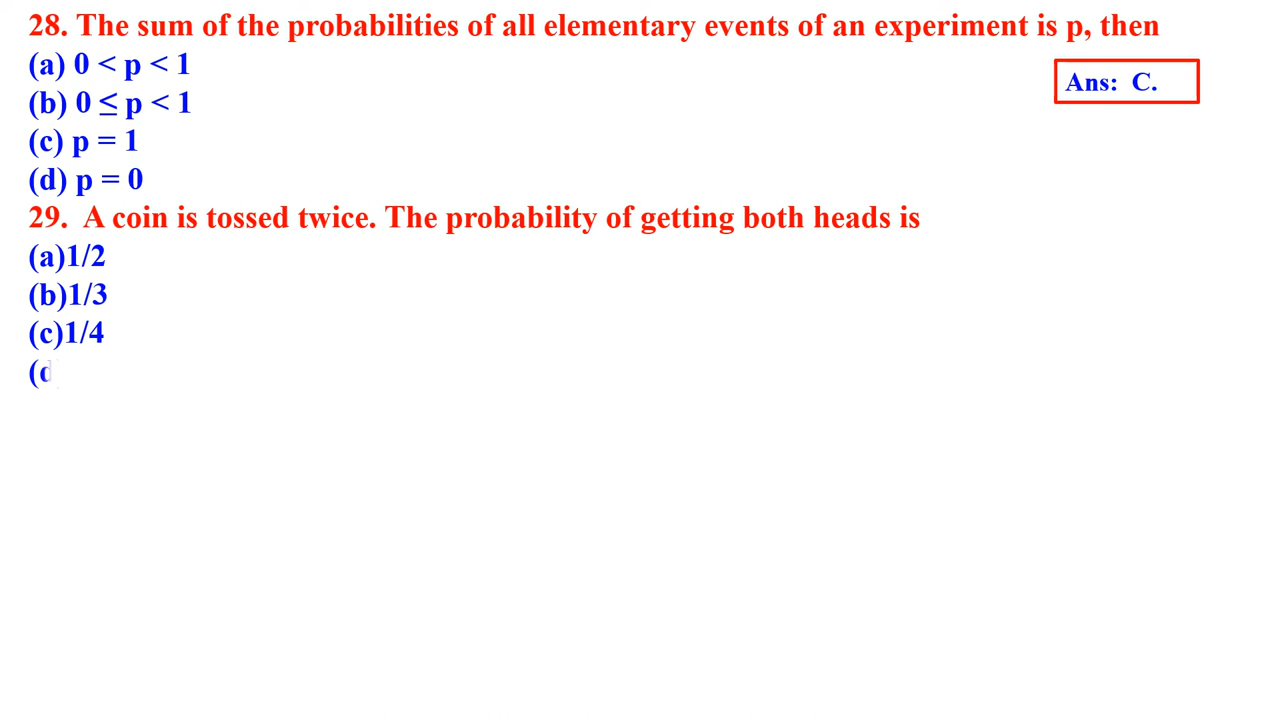 28. The sum of the probabilities of all elementary events of an experiment is p, then
(a) 0 < p < 1
Ans: C.
(b) 0 ≤ p < 1
(c) p = 1
(d) p = 0
29. A coin is tossed twice. The probability of getting both heads is
(a)1/2
(b)1/3
(c)1/4
(d